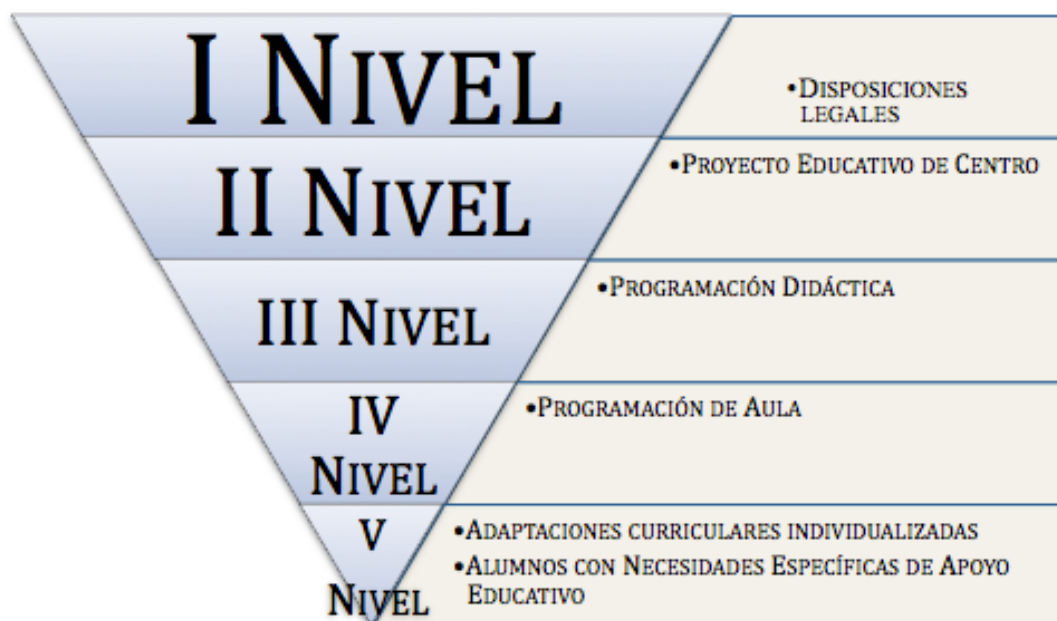 I NIVEL
•DISPOSICIONES
LEGALES
II NIVEL
•PROYECTO EDUCATIVO DE CENTRO
III NIVEL
•PROGRAMACIÓN DIDÁCTICA
IV
NIVEL
•PROGRAMACIÓN DE AULA
V
NIVEL
•ADAPTACIONES CURRICULARES INDIVIDUALIZADAS
•ALUMNOS CON NECESIDADES ESPECÍFICAS DE APOYO
EDUCATIVO